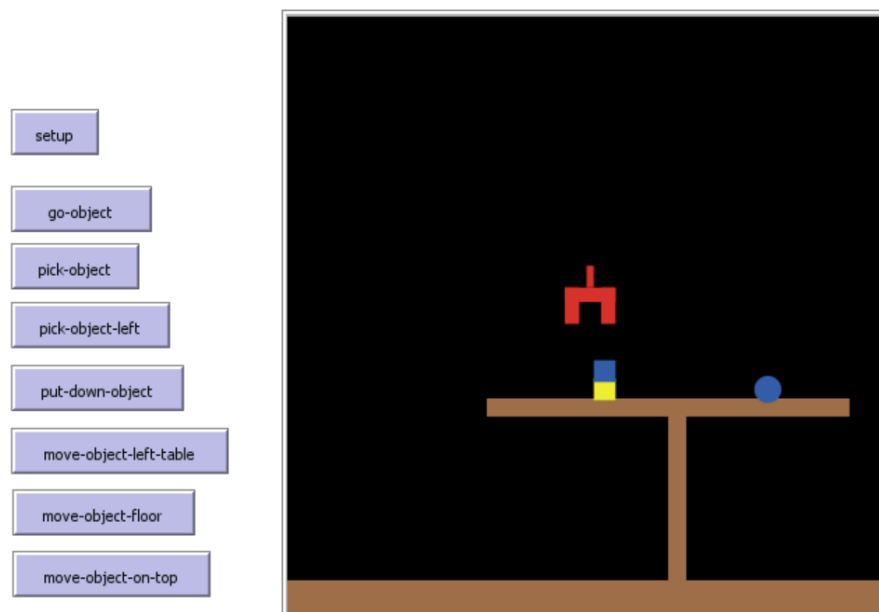 setup
go-object
pick-object
pick-object-left
put-down-object
move-object-left-table
move-object-floor
move-object-on-top